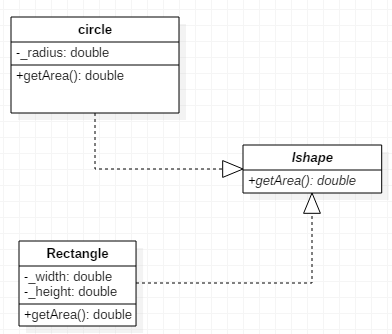 circle
-_radius: double
+getArea(): double
Ishape
+getArea(): double
Rectangle
-_width: double
-_height: double
+getArea(): double